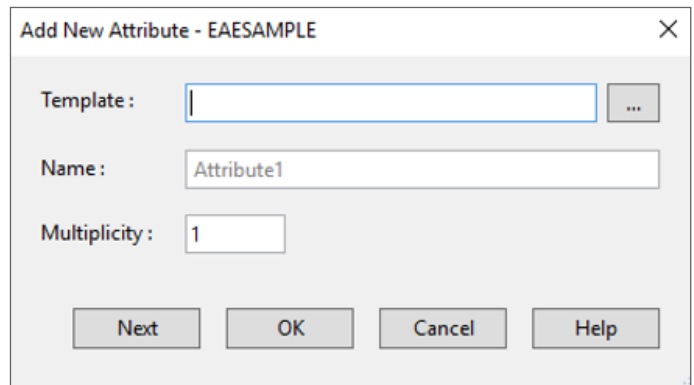 Add New Attribute - EAESAMPLE
Template :
...
Name :
Attribute1
Multiplicity :
1
Next
OK
Cancel
Help